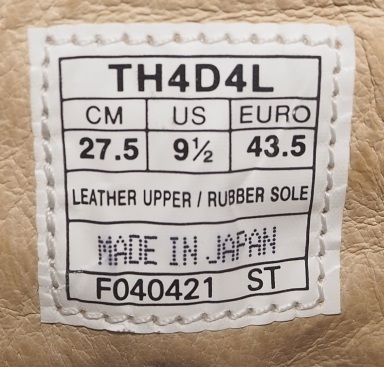 TH4D4L
CM US EURO
27.5 9½ 43.5
LEATHER UPPER / RUBBER SOLE
MADE IN JAPAN
F040421 ST